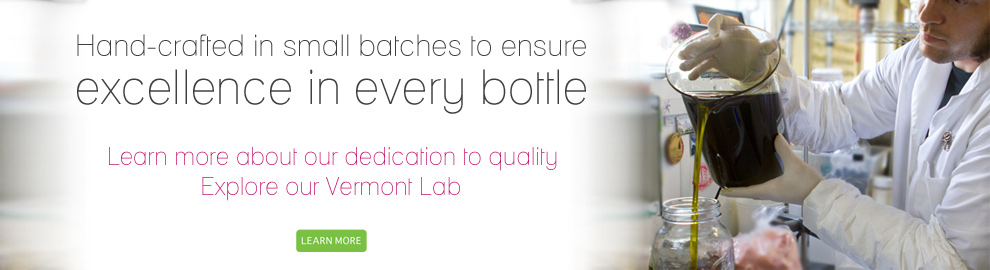 Hand-crafted in small batches to ensure
excellence in every bottle
Learn more about our dedication to quality
Explore our Vermont Lab
LEARN MORE